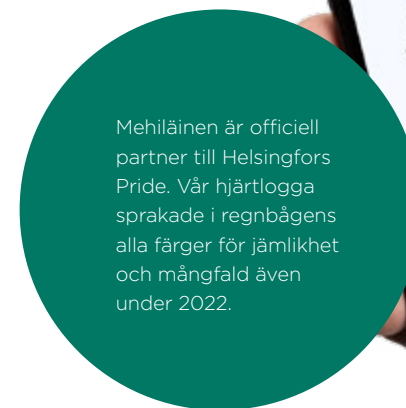 Mehiläinen är officiell
partner till Helsingfors
Pride. Vår hjärtlogga
sprakade i regnbågens
alla färger för jämlikhet
och mångfald även
under 2022.